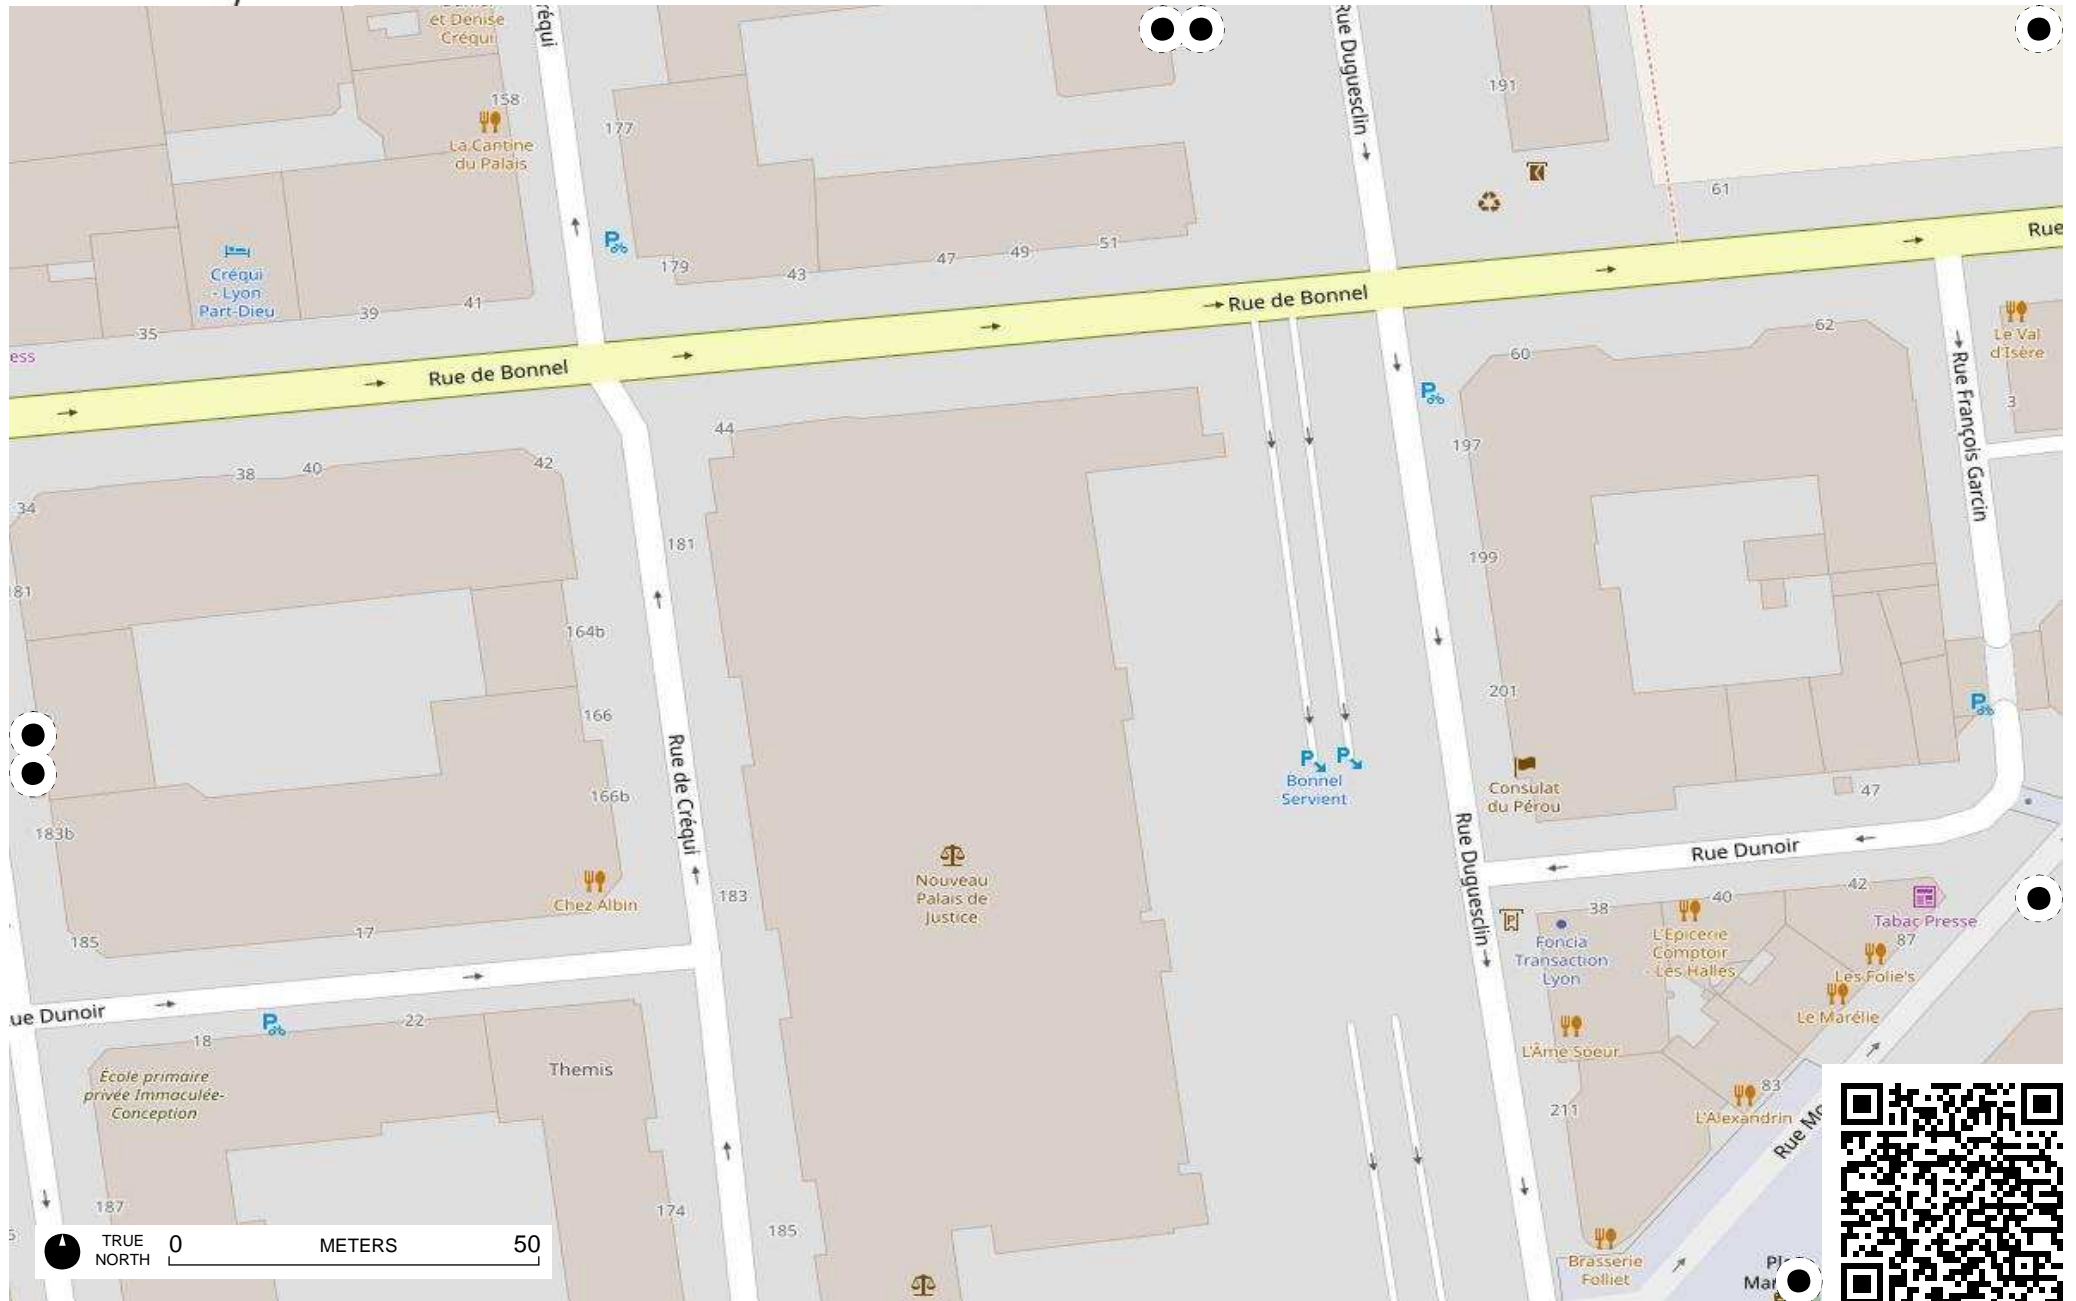 et Denise
Créqui
réqui
Rue Duguesclin
158
La Cantine
du Palais
177
191
61
Rue
179
43
47
49
51
Créqui
- Lyon
Part-Dieu
35
39
41
ess
Rue de Bonnel
Rue de Bonnel
60
62
Le Val
d'Isère
3
Rue François Garcin
44
42
38
40
34
197
181
199
81
164b
166
201
166b
Rue de Créqui
Bonnel
Servient
Consulat
du Pérou
47
183b
Rue Duguesclin
Rue Dunoir
Nouveau
Palais de
Justice
183
Chez Albin
17
185
38
40
42
Tabac Presse
87
Foncia
Transaction
Lyon
L'Epicerie
Comptoir
- Les Halles
Les Folie's
Le Marélie
ue Dunoir
18
22
L'Âme Soeur
École primaire
privée Immaculée-
Conception
Themis
83
L'Alexandrin
211
Rue Mo
187
174
185
Brasserie
Folliet
Mar
TRUE
NORTH
0 METERS 50